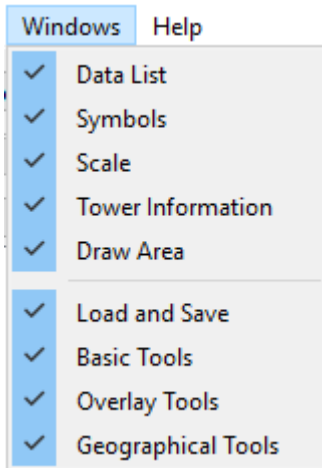 Windows Help
Data List
Symbols
Scale
Tower Information
Draw Area
Load and Save
Basic Tools
Overlay Tools
Geographical Tools